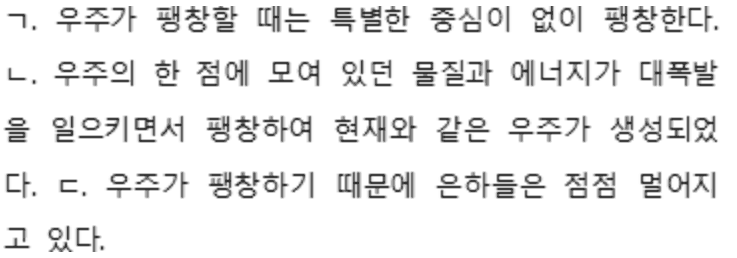 ㄱ. 우주가 팽창할 때는 특별한 중심이 없이 팽창한다.
ㄴ. 우주의 한 점에 모여 있던 물질과 에너지가 대폭발
을 일으키면서 팽창하여 현재와 같은 우주가 생성되었
다. ㄷ. 우주가 팽창하기 때문에 은하들은 점점 멀어지
고 있다.